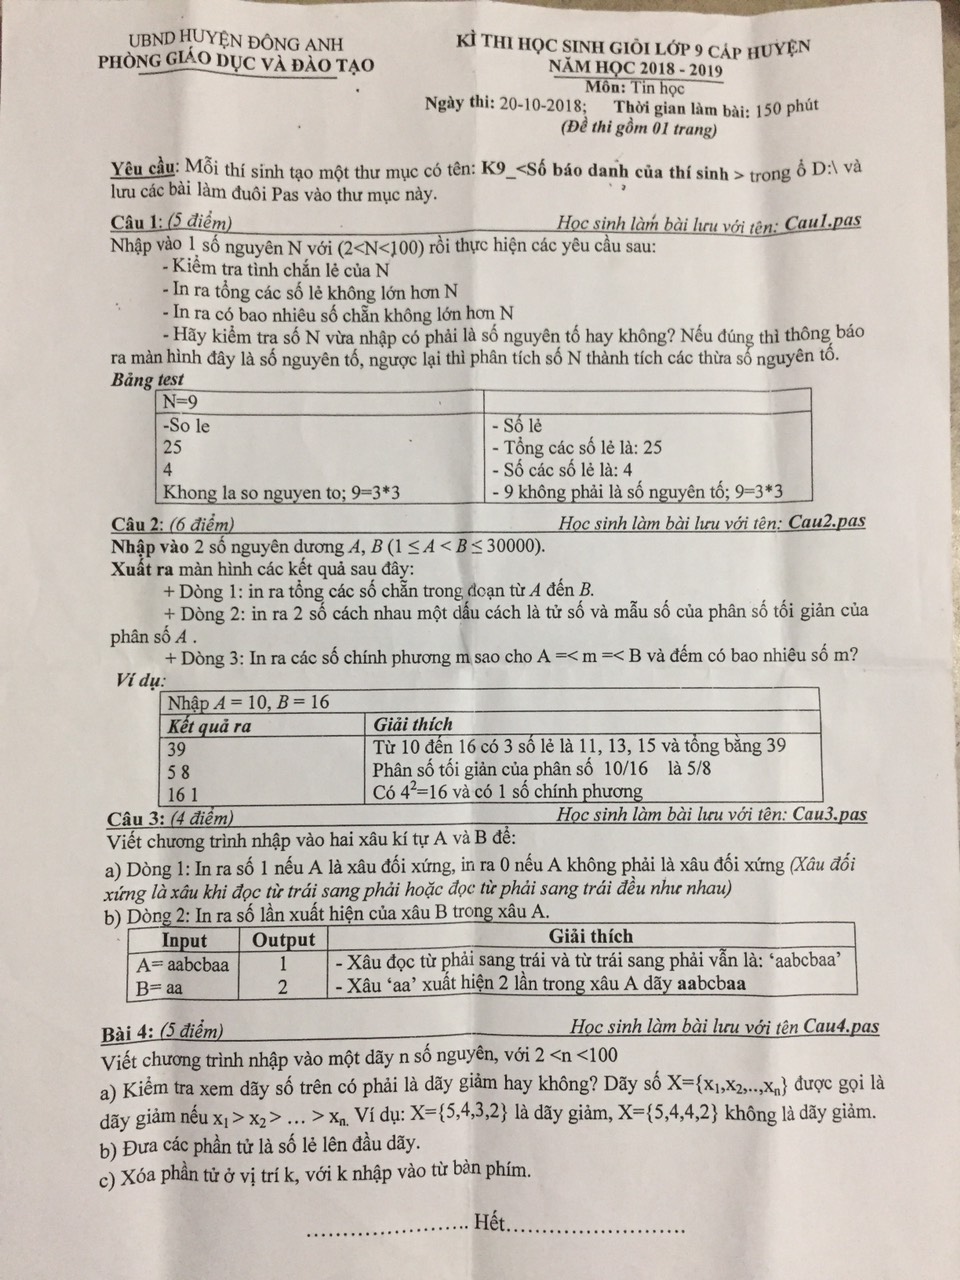 UBND HUYỆN ĐÔNG ANH
PHÒNG GIÁO DỤC VÀ ĐÀO TẠO
KÌ THI HỌC SINH GIỎI LỚP 9 CẤP HUYỆN
NĂM HỌC 2018 - 2019
Môn: Tin học
Ngày thi: 20-10-2018; Thời gian làm bài: 150 phút
(Đề thi gồm 01 trang)
Yêu cầu: Mỗi thí sinh tạo một thư mục có tên: K9_<Số báo danh của thí sinh > trong ổ D:\ và
lưu các bài làm đuôi Pas vào thư mục này.
Câu 1: (5 điểm) Học sinh làm bài lưu với tên: Cau1.pas
Nhập vào 1 số nguyên N với (2<N<100) rồi thực hiện các yêu cầu sau:
- Kiểm tra tình chắn lẻ của N
- In ra tổng các số lẻ không lớn hơn N
- In ra có bao nhiêu số chẵn không lớn hơn N
- Hãy kiểm tra số N vừa nhập có phải là số nguyên tố hay không? Nếu đúng thì thông báo
ra màn hình đây là số nguyên tố, ngược lại thì phân tích số N thành tích các thừa số nguyên tố.
Bảng test
N=9
-So le - Số lẻ
25 - Tổng các số lẻ là: 25
4 - Số các số lẻ là: 4
Khong la so nguyen to; 9=3*3 - 9 không phải là số nguyên tố; 9=3*3
Câu 2: (6 điểm) Học sinh làm bài lưu với tên: Cau2.pas
Nhập vào 2 số nguyên dương A, B (1 ≤ A < B ≤ 30000).
Xuất ra màn hình các kết quả sau đây:
+ Dòng 1: in ra tổng các số chẵn trong đoạn từ A đến B.
+ Dòng 2: in ra 2 số cách nhau một dấu cách là tử số và mẫu số của phân số tối giản của
phân số A .
+ Dòng 3: In ra các số chính phương m sao cho A =< m =< B và đếm có bao nhiêu số m?
Ví dụ:
Nhập A = 10, B = 16
Kết quả ra Giải thích
39 Từ 10 đến 16 có 3 số lẻ là 11, 13, 15 và tổng bằng 39
5 8 Phân số tối giản của phân số 10/16 là 5/8
16 1 Có 4²=16 và có 1 số chính phương
Câu 3: (4 điểm) Học sinh làm bài lưu với tên: Cau3.pas
Viết chương trình nhập vào hai xâu kí tự A và B để:
a) Dòng 1: In ra số 1 nếu A là xâu đối xứng, in ra 0 nếu A không phải là xâu đối xứng (Xâu đối
xứng là xâu khi đọc từ trái sang phải hoặc đọc từ phải sang trái đều như nhau)
b) Dòng 2: In ra số lần xuất hiện của xâu B trong xâu A.
Input Output Giải thích
A= aabcbaa 1 - Xâu đọc từ phải sang trái và từ trái sang phải vẫn là: ‘aabcbaa’
B= aa 2 - Xâu ‘aa’ xuất hiện 2 lần trong xâu A dãy aabcbaa
Bài 4: (5 điểm) Học sinh làm bài lưu với tên Cau4.pas
Viết chương trình nhập vào một dãy n số nguyên, với 2 <n <100
a) Kiểm tra xem dãy số trên có phải là dãy giảm hay không? Dãy số X={x₁,x₂,..,xₙ} được gọi là
dãy giảm nếu x₁ > x₂ > ... > xₙ. Ví dụ: X={5,4,3,2} là dãy giảm, X={5,4,4,2} không là dãy giảm.
b) Đưa các phần tử là số lẻ lên đầu dãy.
c) Xóa phần tử ở vị trí k, với k nhập vào từ bàn phím.
........................ Hết..........................